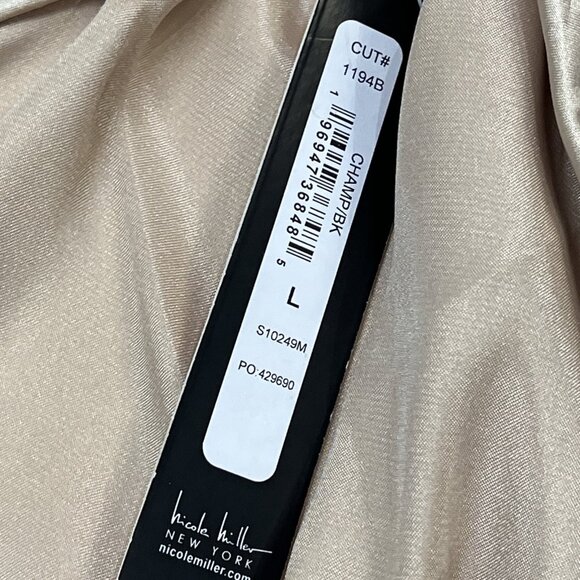 CUT#
1194B
CHAMP/BK
1 96947 36848 5
L
S10249M
PO:429690
nicole miller
NEW YORK
nicolemiller.com